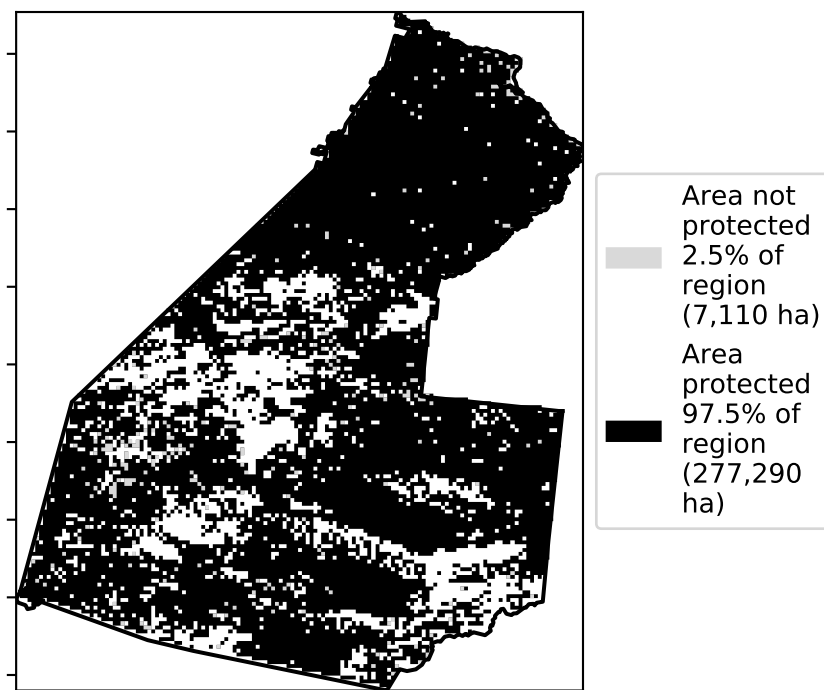 Area not
protected
2.5% of
region
(7,110 ha)
Area
protected
97.5% of
region
(277,290
ha)